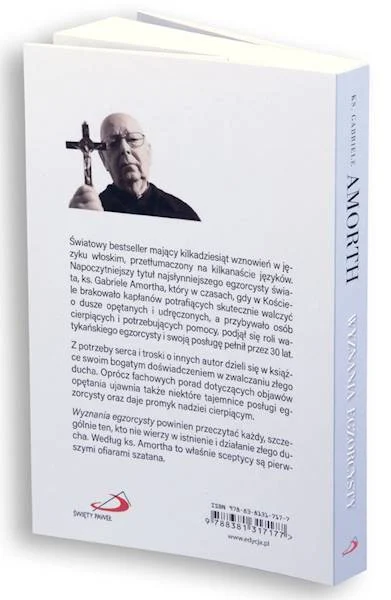 Światowy bestseller mający kilkadziesiąt wznowień w ję-
zyku włoskim, przetłumaczony na kilkanaście języków.
Napoczytniejszy tytuł najsłynniejszego egzorcysty świa-
ta, ks. Gabriele Amortha, który w czasach, gdy w Koście-
le brakowało kapłanów potrafiących skutecznie walczyć
o dusze opętanych i udręczonych, a przybywało osób
cierpiących i potrzebujących pomocy, podjął się roli wa-
tykańskiego egzorcysty i swoją posługę pełnił przez 30 lat.
Z potrzeby serca i troski o innych autor dzieli się w książ-
ce swoim bogatym doświadczeniem w zwalczaniu złego
ducha. Oprócz fachowych porad dotyczących objawów
opętania ujawnia także niektóre tajemnice posługi eg-
zorcysty oraz daje promyk nadziei cierpiącym.
Wyznania egzorcysty powinien przeczytać każdy, szcze-
gólnie ten, kto nie wierzy w istnienie i działanie złego du-
cha. Według ks. Amortha to właśnie sceptycy są pierw-
szymi ofiarami szatana.
ŚWIĘTY PAWEŁ
ISBN 978-83-8131-717-7
9 788381 317177 >
www.edycja.pl
KS. GABRIELE AMORTH WYZNANIA EGZORCYSTY